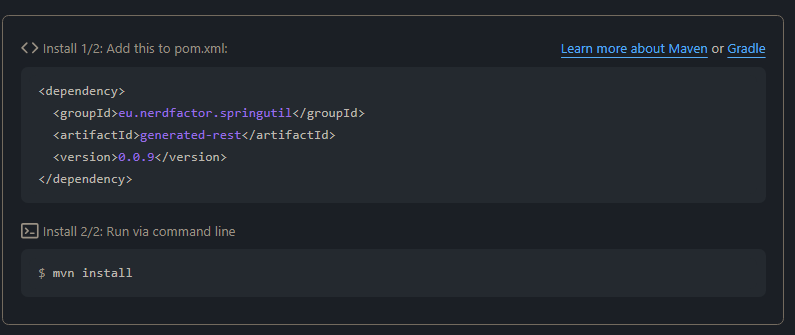 Install 1/2: Add this to pom.xml:
Learn more about Maven or Gradle
<dependency>
  <groupId>eu.nerdfactor.springutil</groupId>
  <artifactId>generated-rest</artifactId>
  <version>0.0.9</version>
</dependency>
Install 2/2: Run via command line
$ mvn install